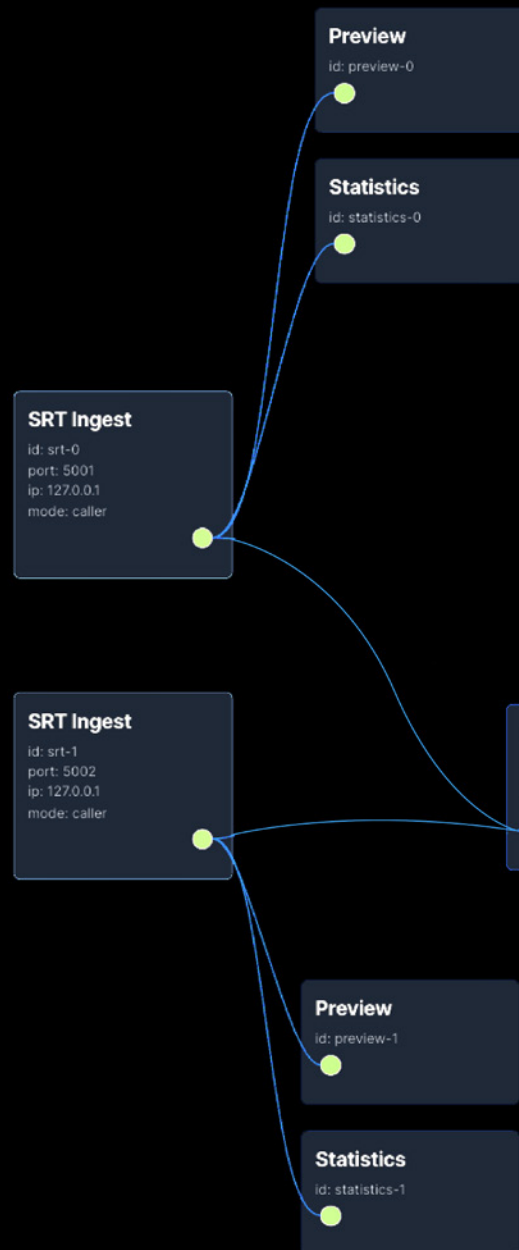 Preview
id: preview-0
Statistics
id: statistics-0
SRT Ingest
id: srt-0
port: 5001
ip: 127.0.0.1
mode: caller
SRT Ingest
id: srt-1
port: 5002
ip: 127.0.0.1
mode: caller
Preview
id: preview-1
Statistics
id: statistics-1